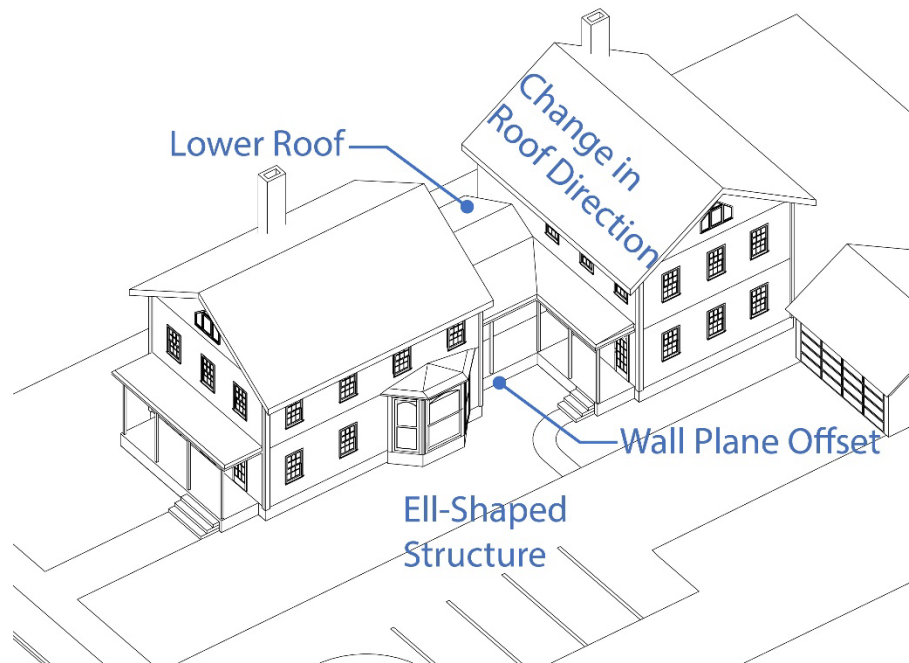 Change in
Roof Direction
Lower Roof
Wall Plane Offset
Ell-Shaped
Structure